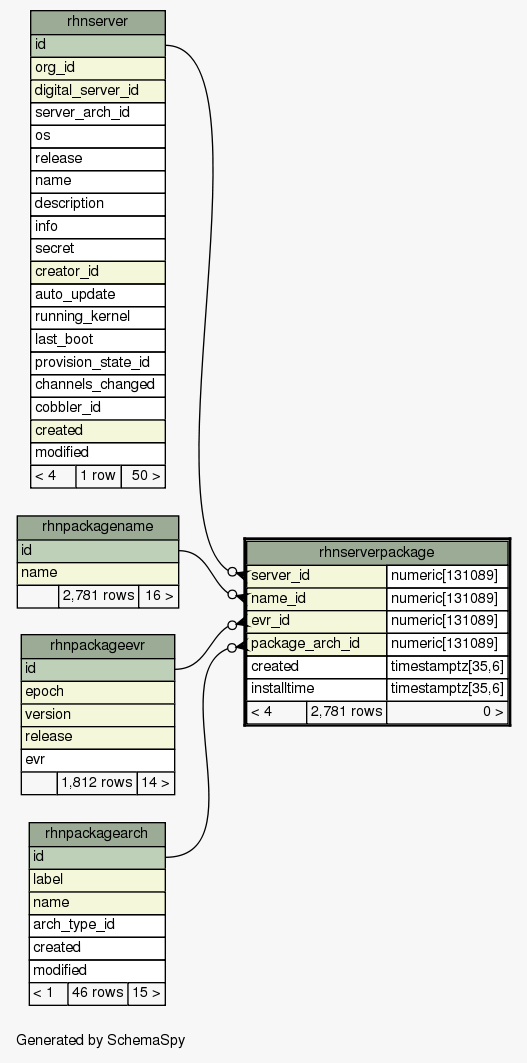 rhnserver
id
org_id
digital_server_id
server_arch_id
os
release
name
description
info
secret
creator_id
auto_update
running_kernel
last_boot
provision_state_id
channels_changed
cobbler_id
created
modified
< 4 1 row 50 >
rhnpackagename
id
name
2,781 rows 16 >
rhnpackageevr
id
epoch
version
release
evr
1,812 rows 14 >
rhnpackagearch
id
label
name
arch_type_id
created
modified
< 1 46 rows 15 >
rhnserverpackage
server_id numeric[131089]
name_id numeric[131089]
evr_id numeric[131089]
package_arch_id numeric[131089]
created timestamptz[35,6]
installtime timestamptz[35,6]
< 4 2,781 rows 0 >
Generated by SchemaSpy